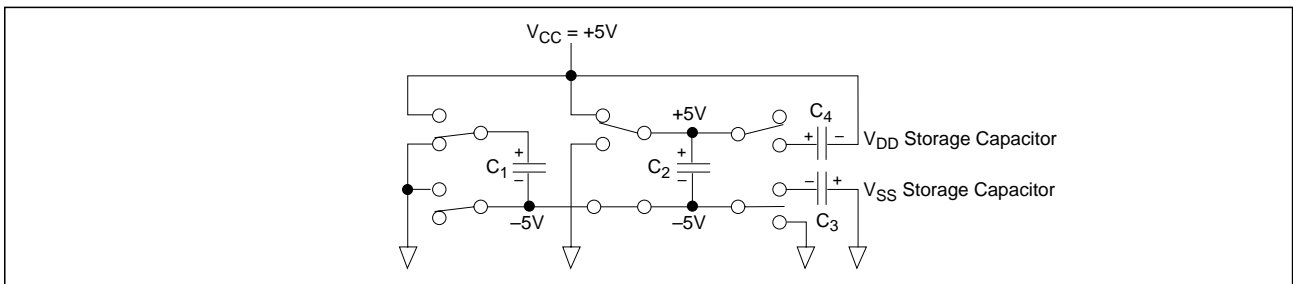 V_CC = +5V
+5V
C_4
+ –
V_DD Storage Capacitor
+
C_1
–
+
C_2
–
– +
V_SS Storage Capacitor
C_3
–5V
–5V